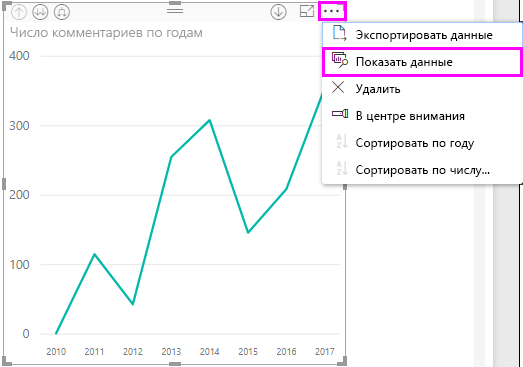 Число комментариев по годам
Экспортировать данные
Показать данные
Удалить
В центре внимания
Сортировать по году
Сортировать по числу...
400
300
200
100
0
2010 2011 2012 2013 2014 2015 2016 2017